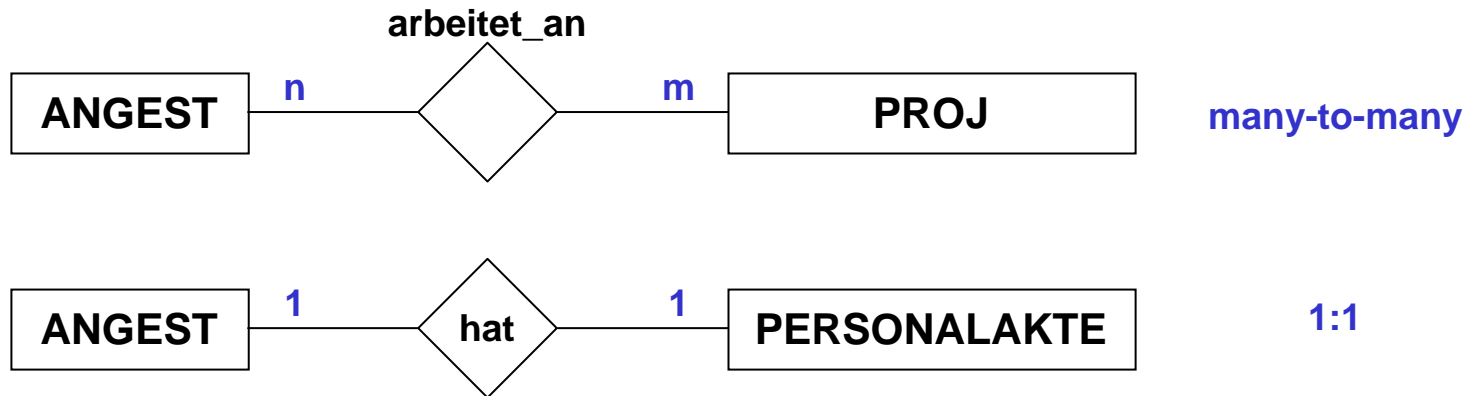 arbeitet_an
ANGEST n m PROJ many-to-many
ANGEST 1 hat 1 PERSONALAKTE 1:1